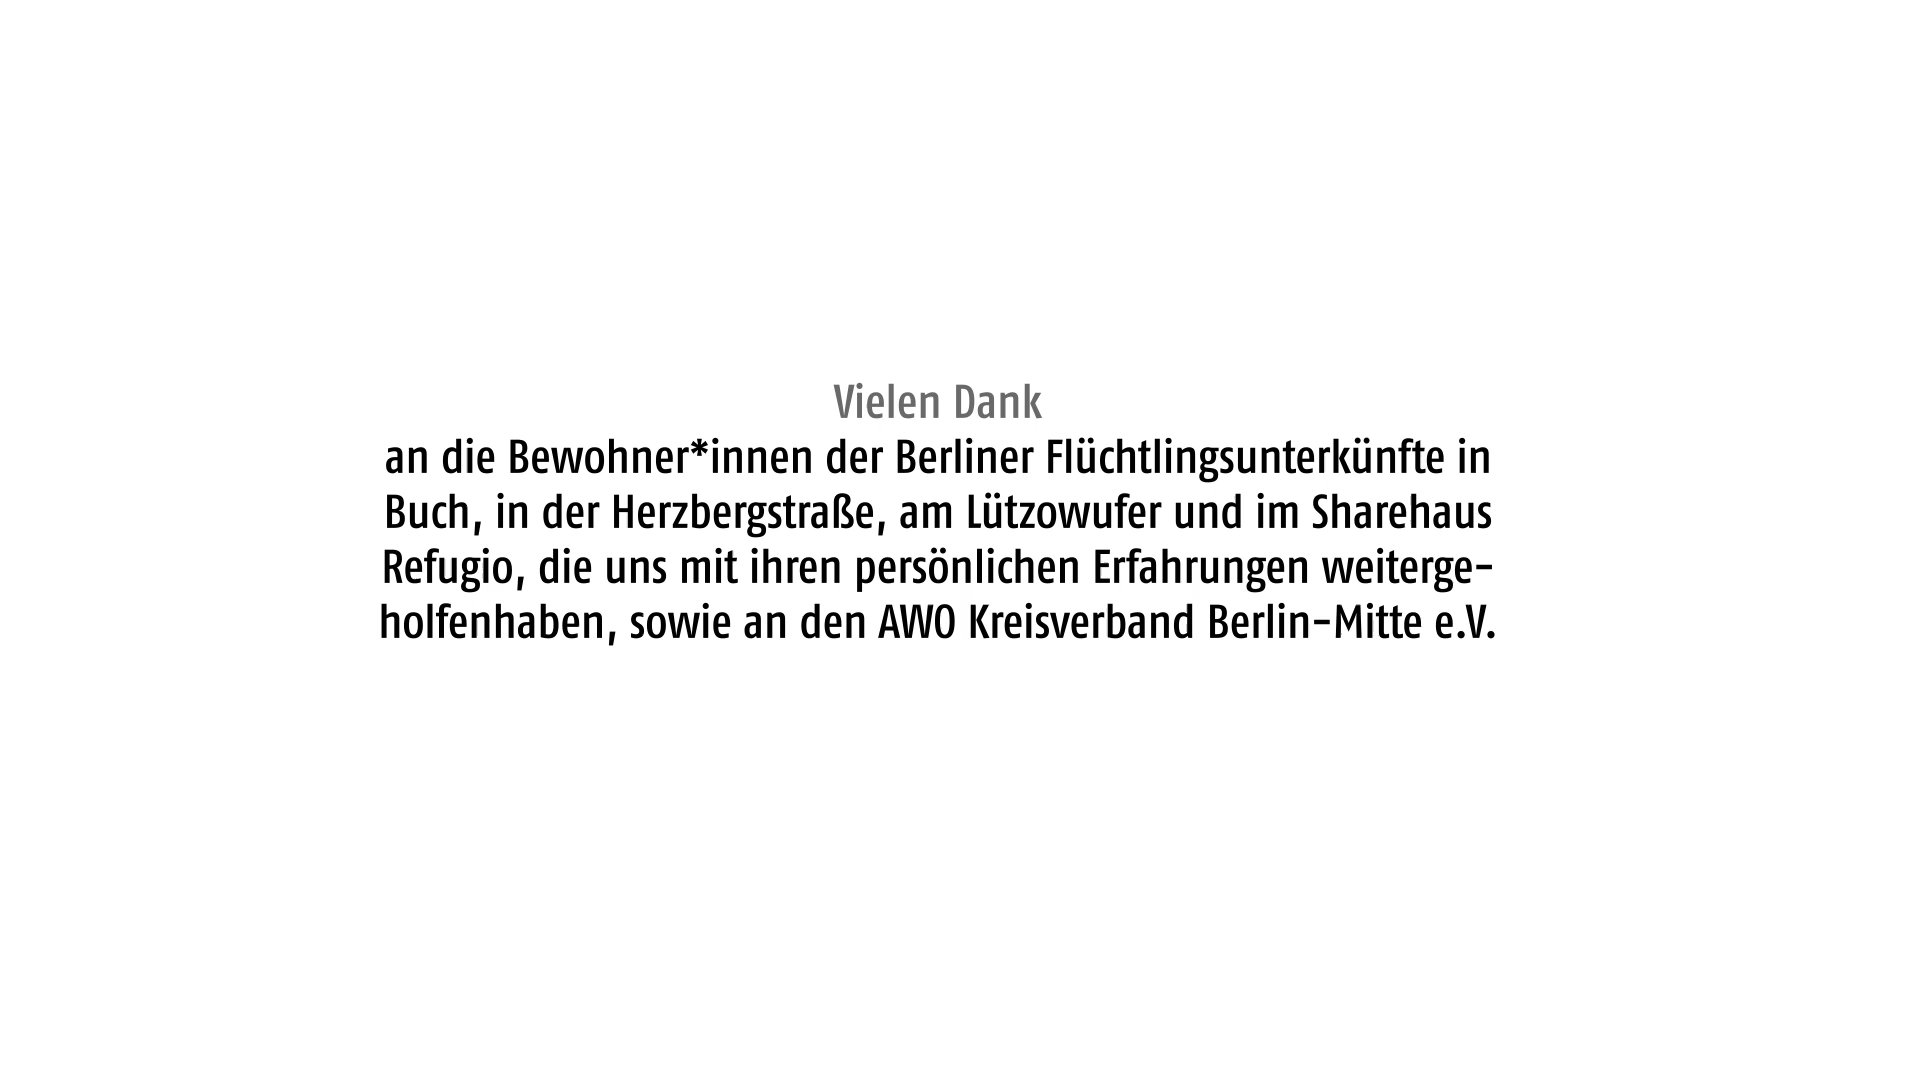 Vielen Dank
an die Bewohner*innen der Berliner Flüchtlingsunterkünfte in
Buch, in der Herzbergstraße, am Lützowufer und im Sharehaus
Refugio, die uns mit ihren persönlichen Erfahrungen weiterge-
holfenhaben, sowie an den AWO Kreisverband Berlin-Mitte e.V.